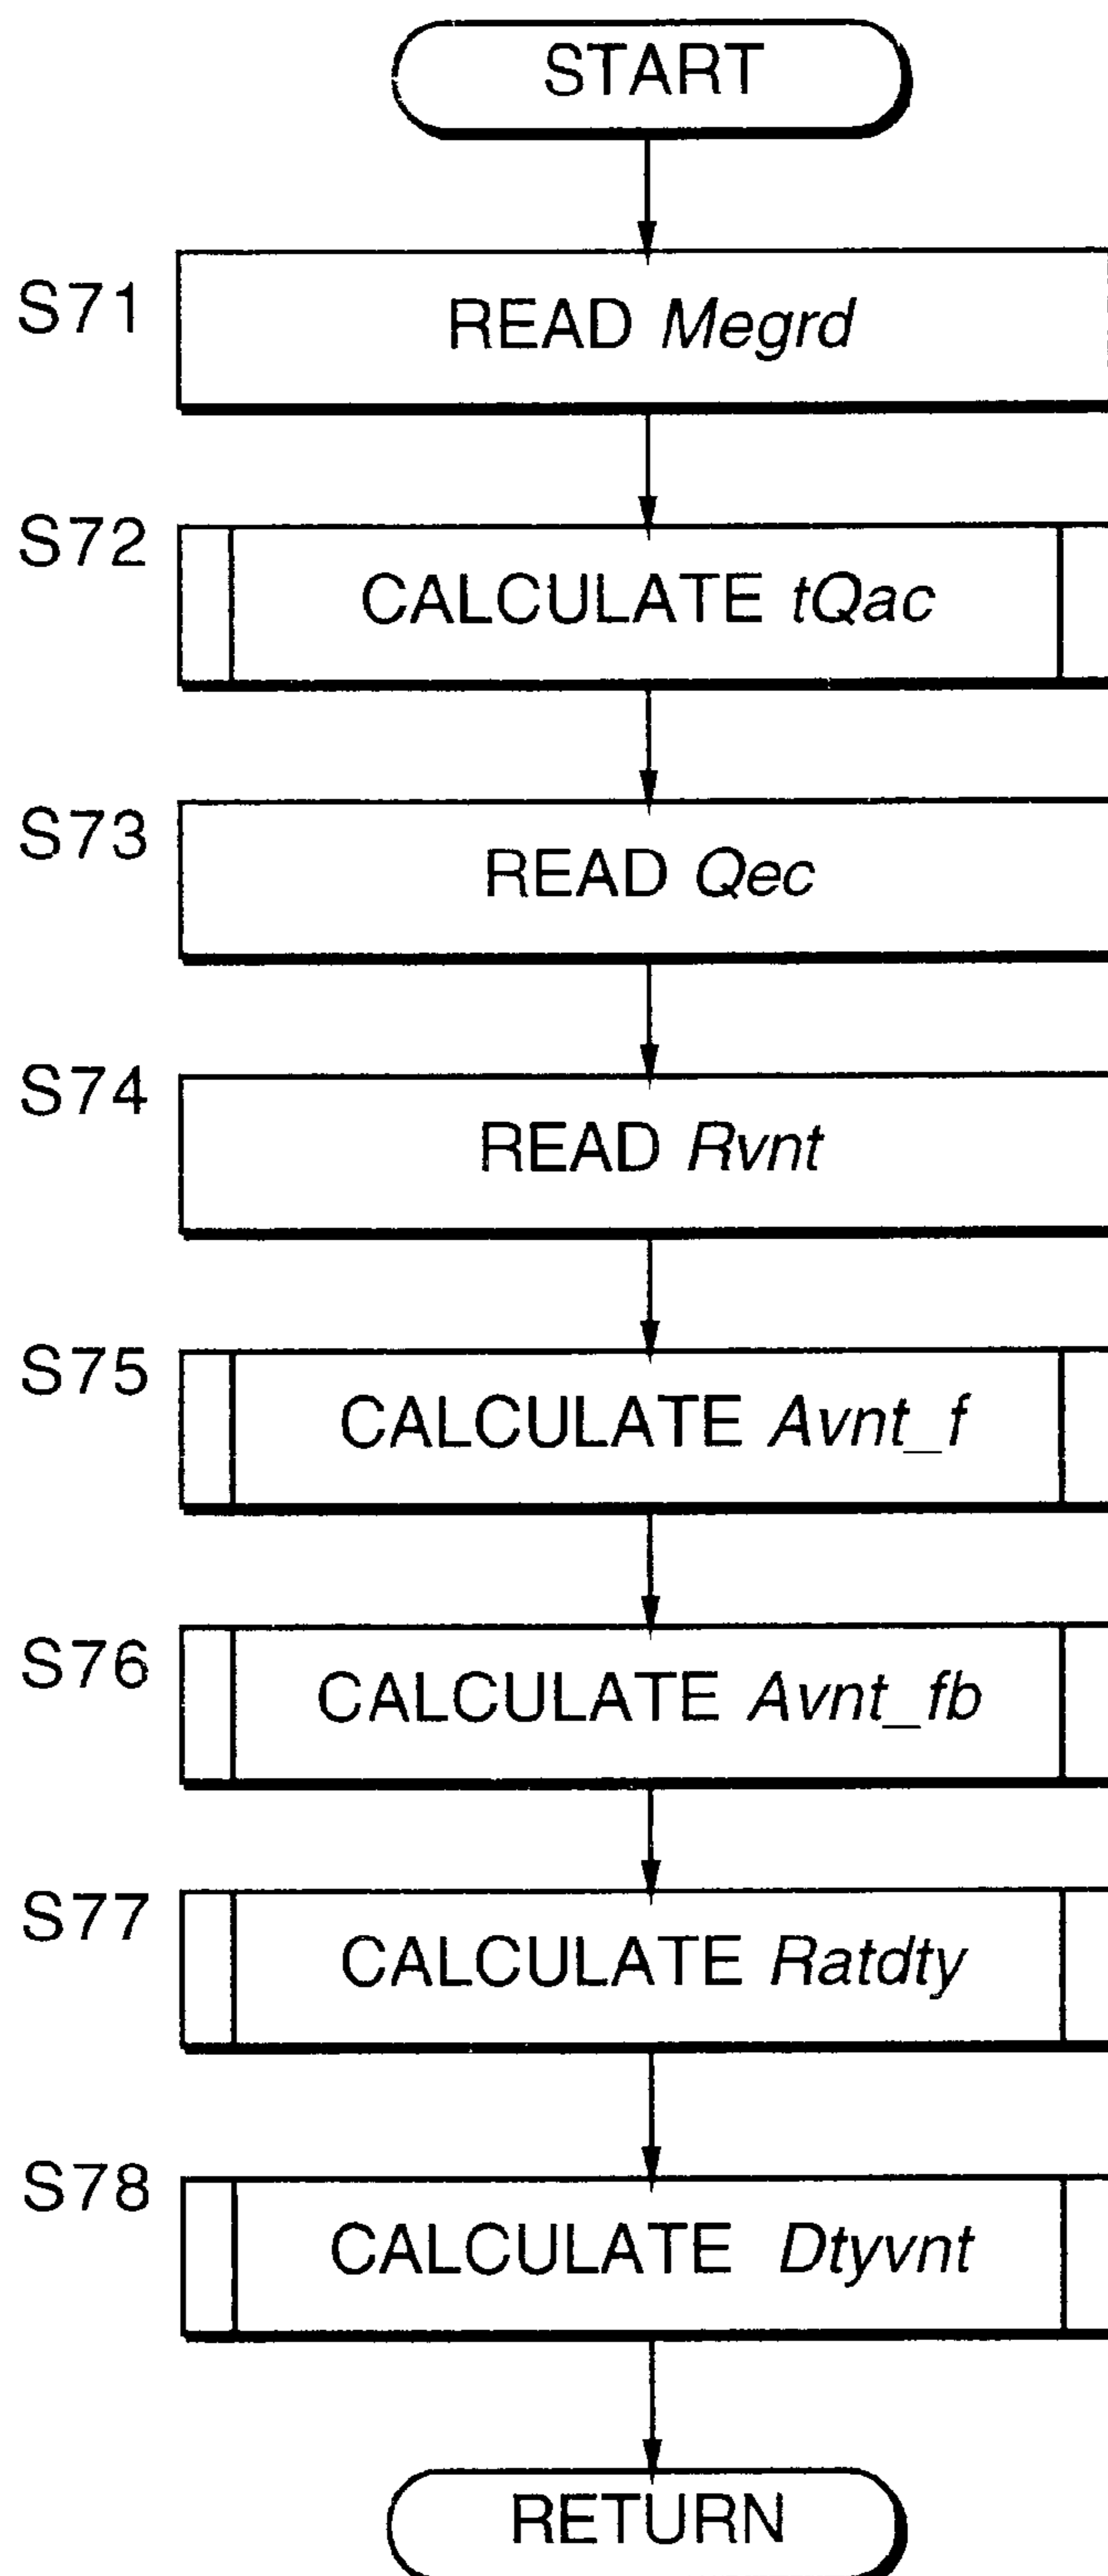 START
S71
READ Megrd
S72
CALCULATE tQac
S73
READ Qec
S74
READ Rvnt
S75
CALCULATE Avnt_f
S76
CALCULATE Avnt_fb
S77
CALCULATE Ratdty
S78
CALCULATE Dtyvnt
RETURN